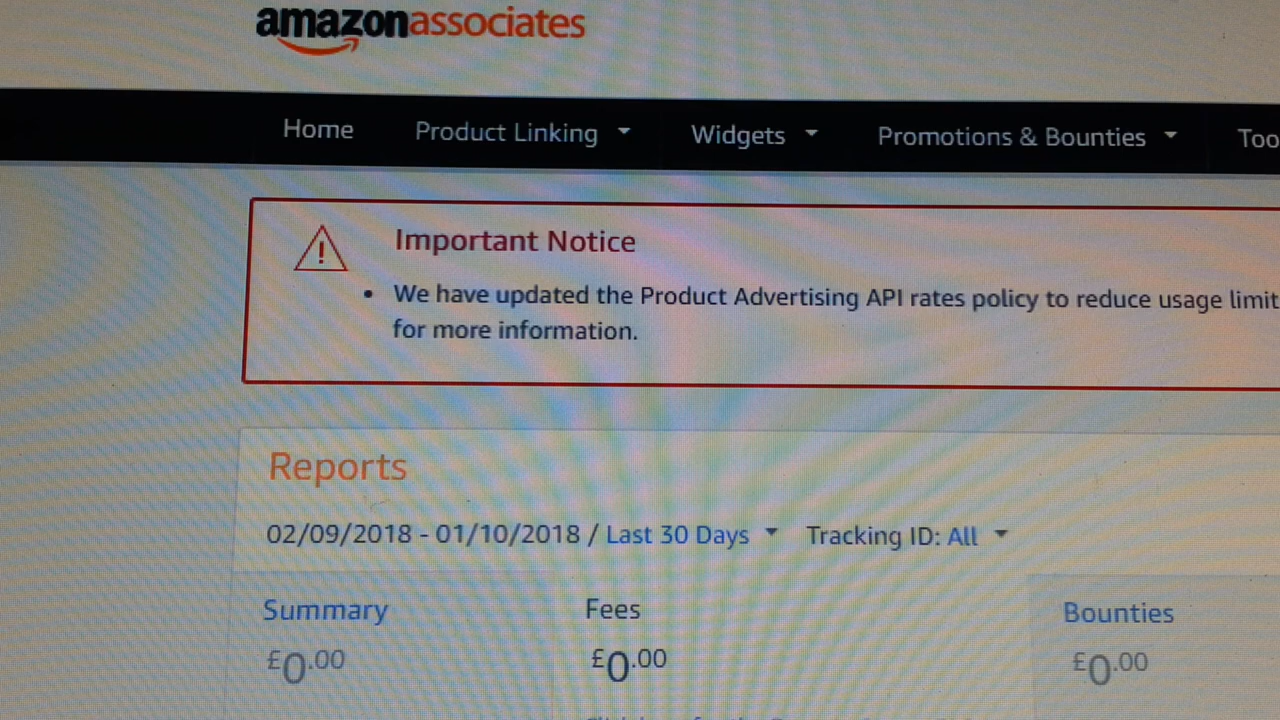 amazonassociates
Home Product Linking Widgets Promotions & Bounties Too
Important Notice
• We have updated the Product Advertising API rates policy to reduce usage limit
for more information.
Reports
02/09/2018 - 01/10/2018 / Last 30 Days Tracking ID: All
Summary Fees Bounties
£0.00 £0.00 £0.00